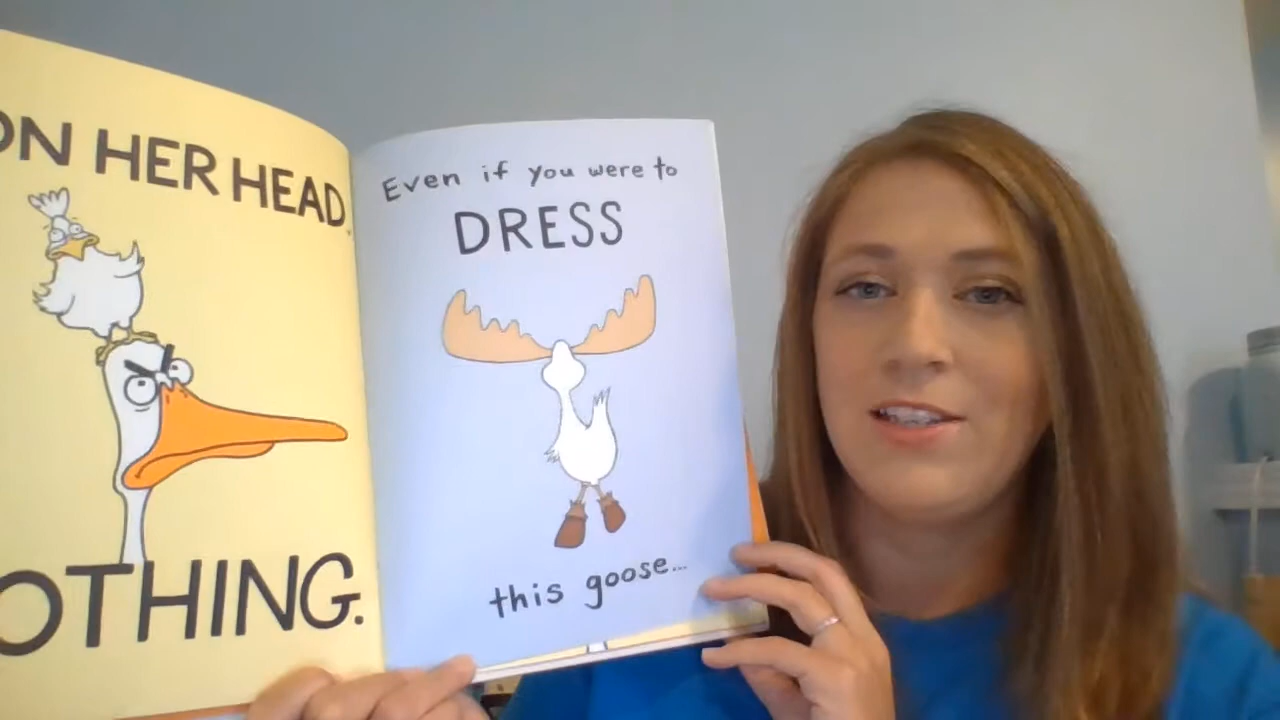 ON HER HEAD.
OTHING.
Even if you were to
DRESS
this goose...